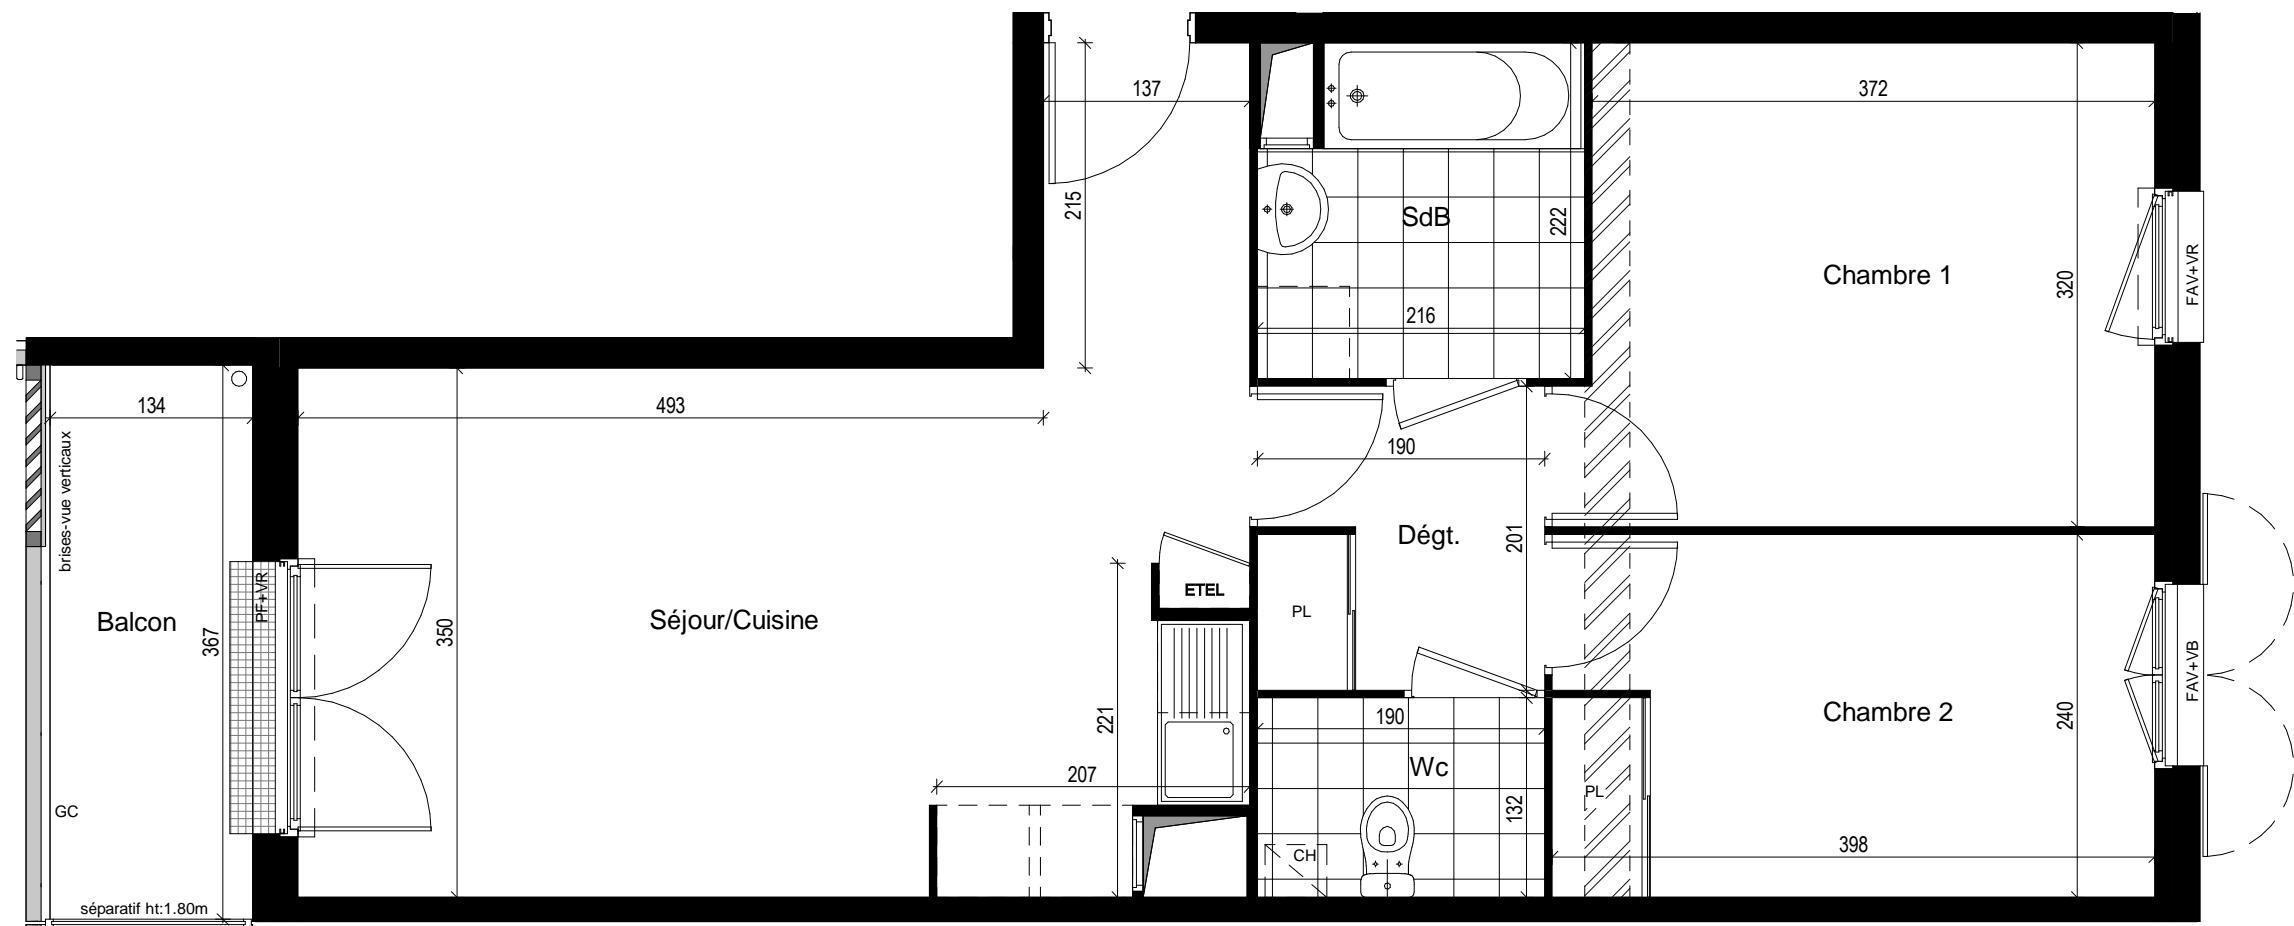 137
215
SdB
222
216
372
Chambre 1
320
FAV+VR
134
493
brises-vue verticaux
Balcon
367
PF+VR
350
Séjour/Cuisine
GC
séparatif ht:1.80m
190
Dégt.
201
ETEL
PL
221
207
190
Wc
132
CH
PL
Chambre 2
240
398
FAV+VB